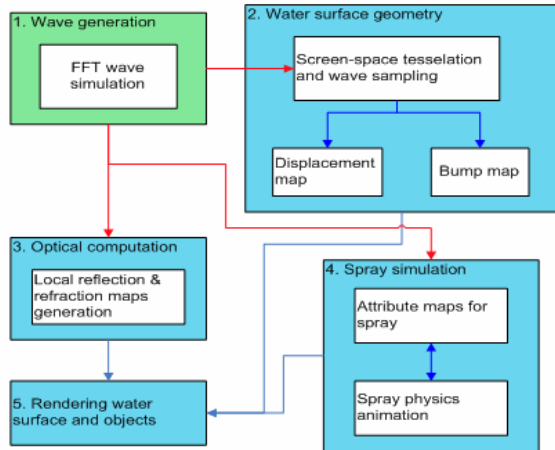 1. Wave generation
FFT wave
simulation
2. Water surface geometry
Screen-space tesselation
and wave sampling
Displacement
map
Bump map
3. Optical computation
Local reflection &
refraction maps
generation
4. Spray simulation
Attribute maps for
spray
Spray physics
animation
5. Rendering water
surface and objects